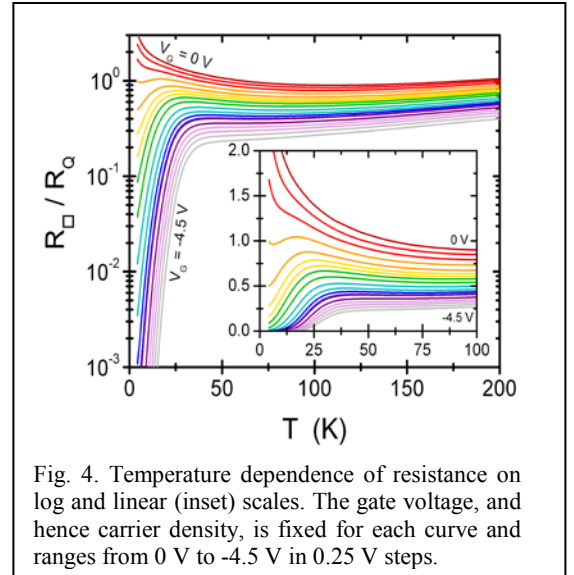 V_G = 0 V
10^0
10^-1
10^-2
10^-3
R_□ / R_Q
V_G = -4.5 V
2.0
1.5
1.0
0.5
0.0
0 V
-4.5 V
0 25 50 75 100
0 50 100 150 200
T (K)
Fig. 4. Temperature dependence of resistance on
log and linear (inset) scales. The gate voltage, and
hence carrier density, is fixed for each curve and
ranges from 0 V to -4.5 V in 0.25 V steps.